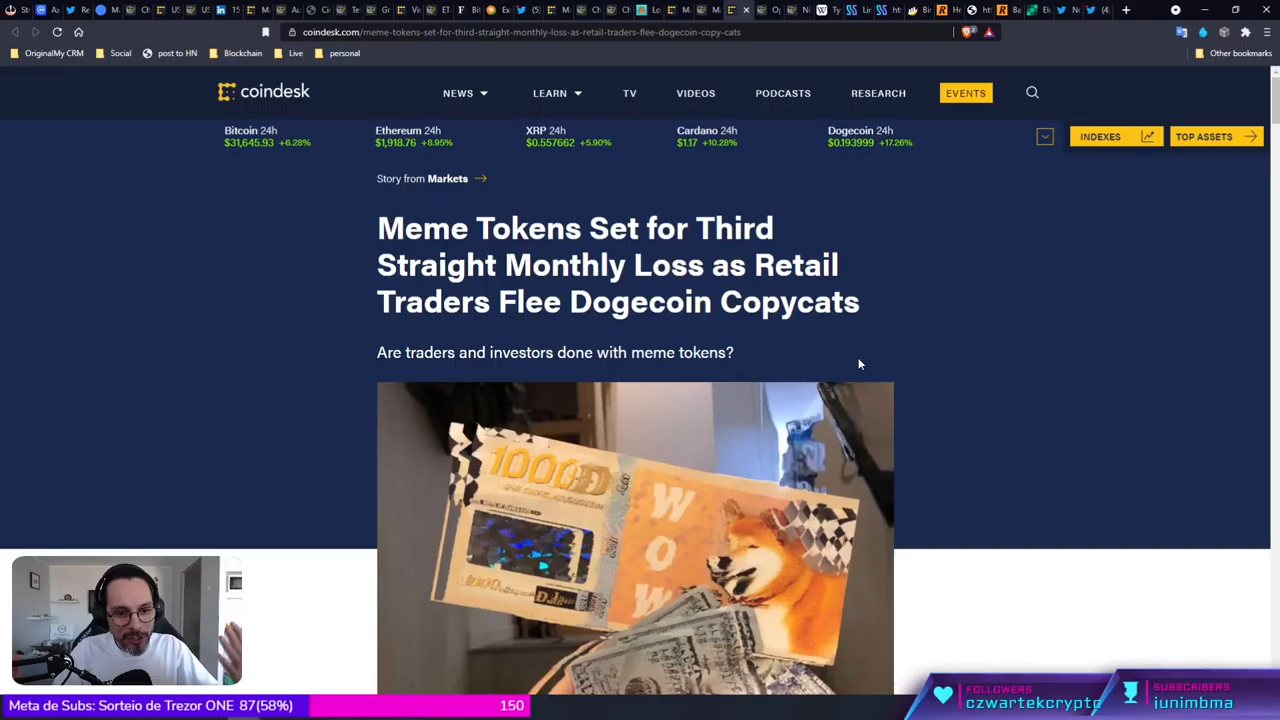 coindesk.com/meme-tokens-set-for-third-straight-monthly-loss-as-retail-traders-flee-dogecoin-copy-cats
OriginalMy CRM
Social
post to HN
Blockchain
Live
personal
Other bookmarks
coindesk
NEWS
LEARN
TV
VIDEOS
PODCASTS
RESEARCH
EVENTS
Bitcoin 24h
$31,645.93 +6.28%
Ethereum 24h
$1,918.76 +8.95%
XRP 24h
$0.557662 +5.90%
Cardano 24h
$1.17 +10.28%
Dogecoin 24h
$0.193999 +17.26%
INDEXES
TOP ASSETS
Story from Markets
Meme Tokens Set for Third
Straight Monthly Loss as Retail
Traders Flee Dogecoin Copycats
Are traders and investors done with meme tokens?
1000Ð
WOW
Meta de Subs: Sorteio de Trezor ONE 87(58%)
150
FOLLOWERS
czwartekcrypto
SUBSCRIBERS
junimbma